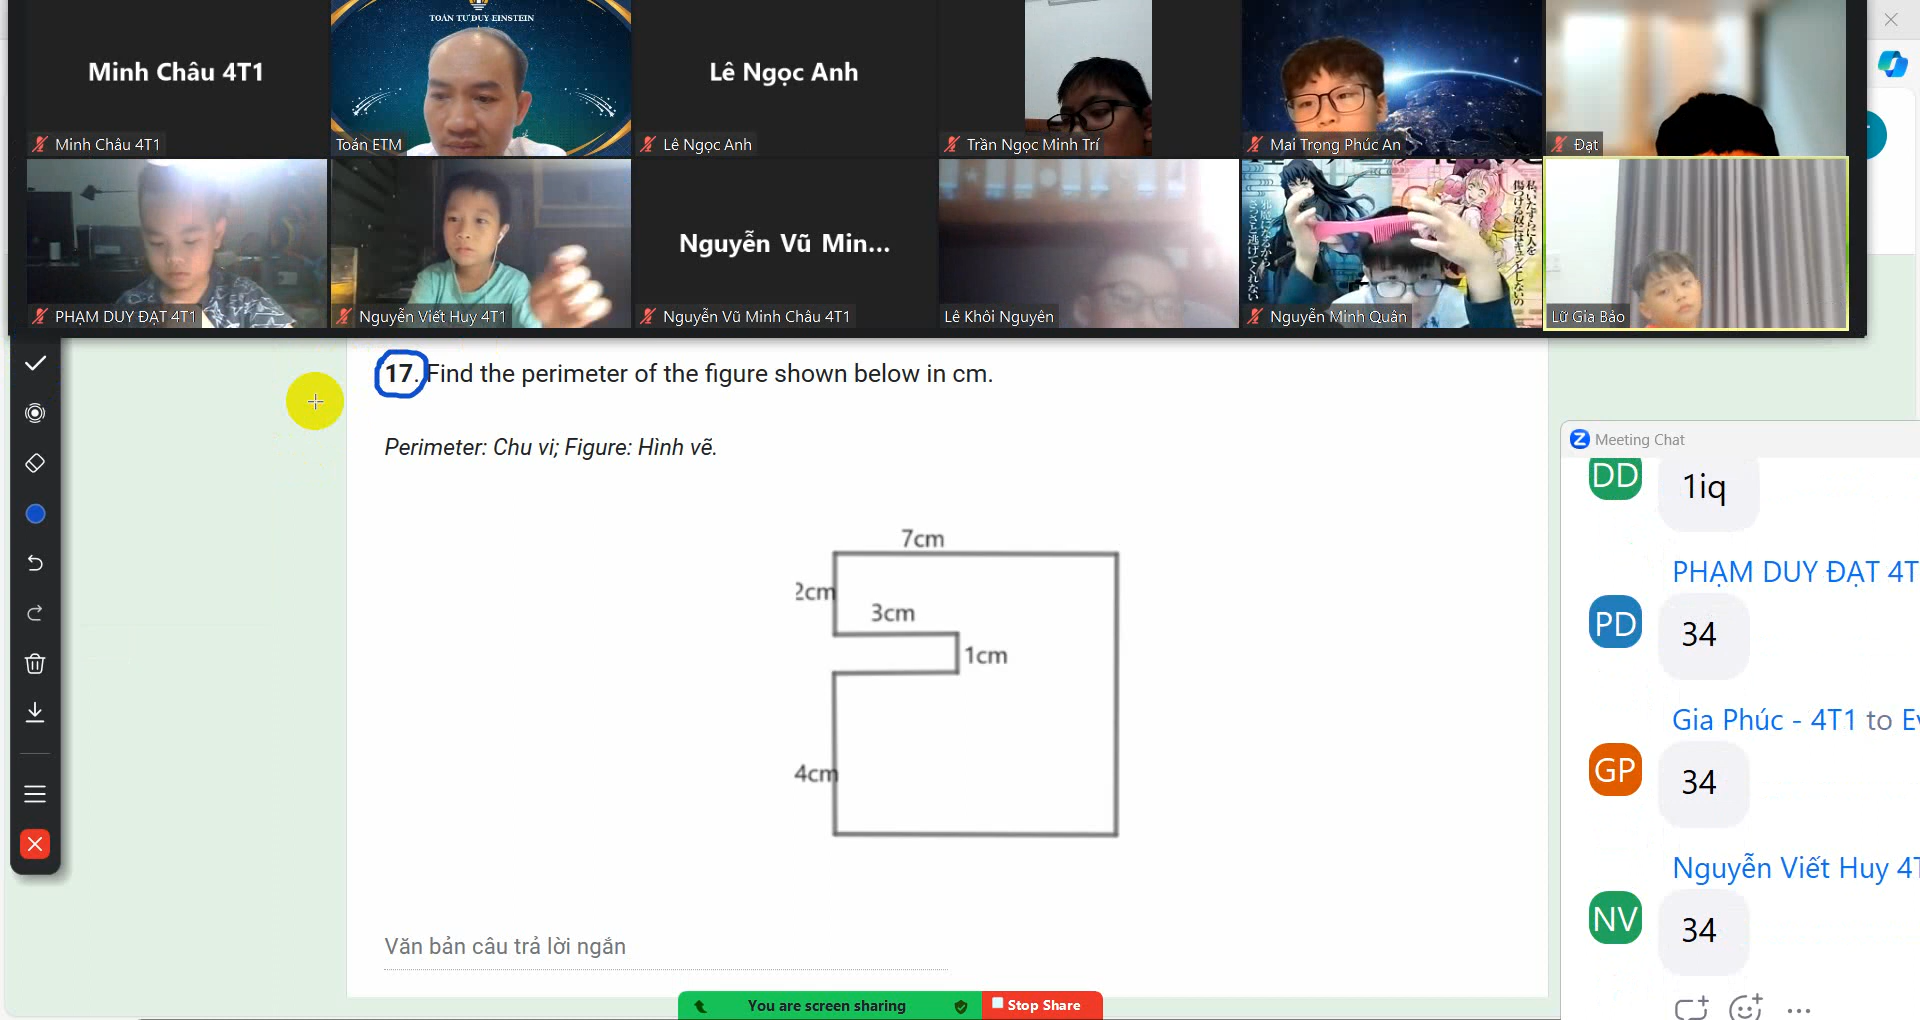 TOÁN TƯ DUY EINSTEIN
Minh Châu 4T1
Lê Ngọc Anh
Minh Châu 4T1
Toán ETM
Lê Ngọc Anh
Trần Ngọc Minh Trí
Mai Trọng Phúc An
Đạt
Nguyễn Vũ Min...
PHẠM DUY ĐẠT 4T1
Nguyễn Viết Huy 4T1
Nguyễn Vũ Minh Châu 4T1
Lê Khôi Nguyên
Nguyễn Minh Quân
Lữ Gia Bảo
17. Find the perimeter of the figure shown below in cm.
Perimeter: Chu vi; Figure: Hình vẽ.
7cm
2cm
3cm
1cm
4cm
Văn bản câu trả lời ngắn
You are screen sharing
Stop Share
Meeting Chat
DD
1iq
PHẠM DUY ĐẠT 4T
PD
34
Gia Phúc - 4T1 to Ev
GP
34
Nguyễn Viết Huy 4T
NV
34